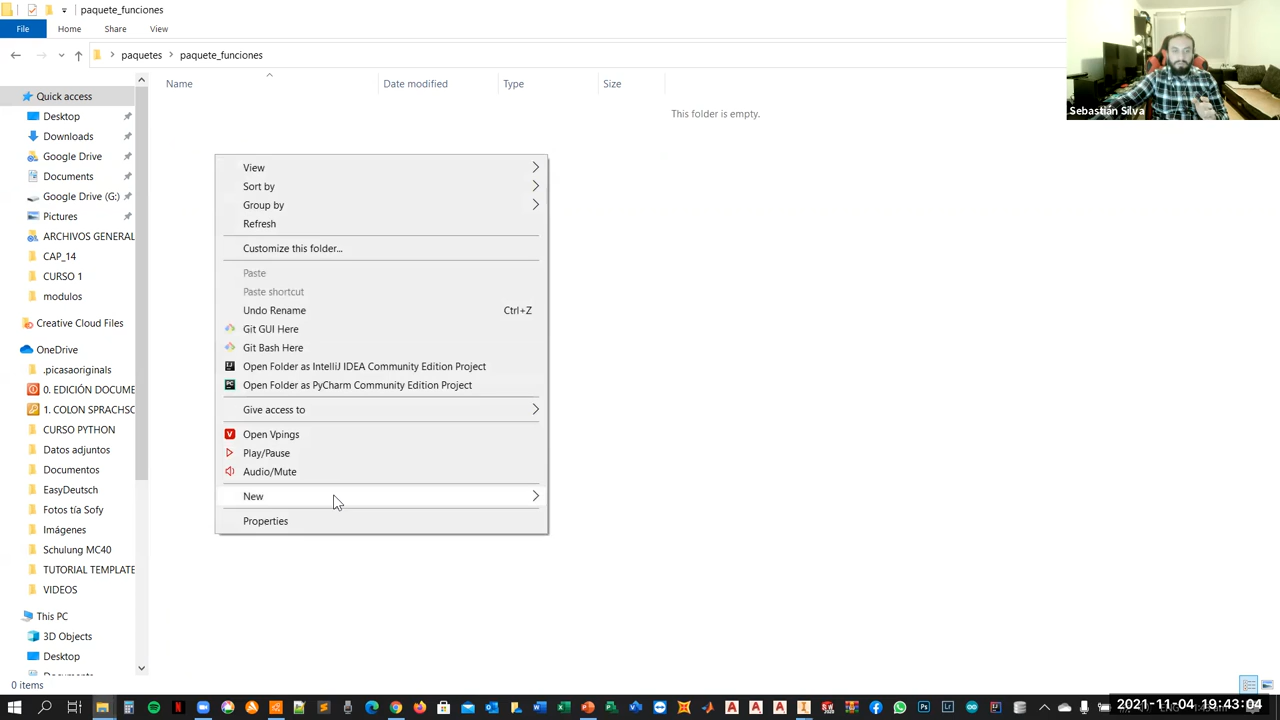 paquete_funciones
File
Home
Share
View
paquetes
paquete_funciones
Sebastián Silva
Name
Date modified
Type
Size
This folder is empty.
Quick access
Desktop
Downloads
Google Drive
Documents
Google Drive (G:)
Pictures
ARCHIVOS GENERAL
CAP_14
CURSO 1
modulos
Creative Cloud Files
OneDrive
.picasaoriginals
0. EDICIÓN DOCUME
1. COLON SPRACHSC
CURSO PYTHON
Datos adjuntos
Documentos
EasyDeutsch
Fotos tía Sofy
Imágenes
Schulung MC40
TUTORIAL TEMPLATE
VIDEOS
This PC
3D Objects
Desktop
View
Sort by
Group by
Refresh
Customize this folder...
Paste
Paste shortcut
Undo Rename Ctrl+Z
Git GUI Here
Git Bash Here
Open Folder as IntelliJ IDEA Community Edition Project
Open Folder as PyCharm Community Edition Project
Give access to
Open Vpings
Play/Pause
Audio/Mute
New
Properties
0 items
2021-11-04 19:43:04